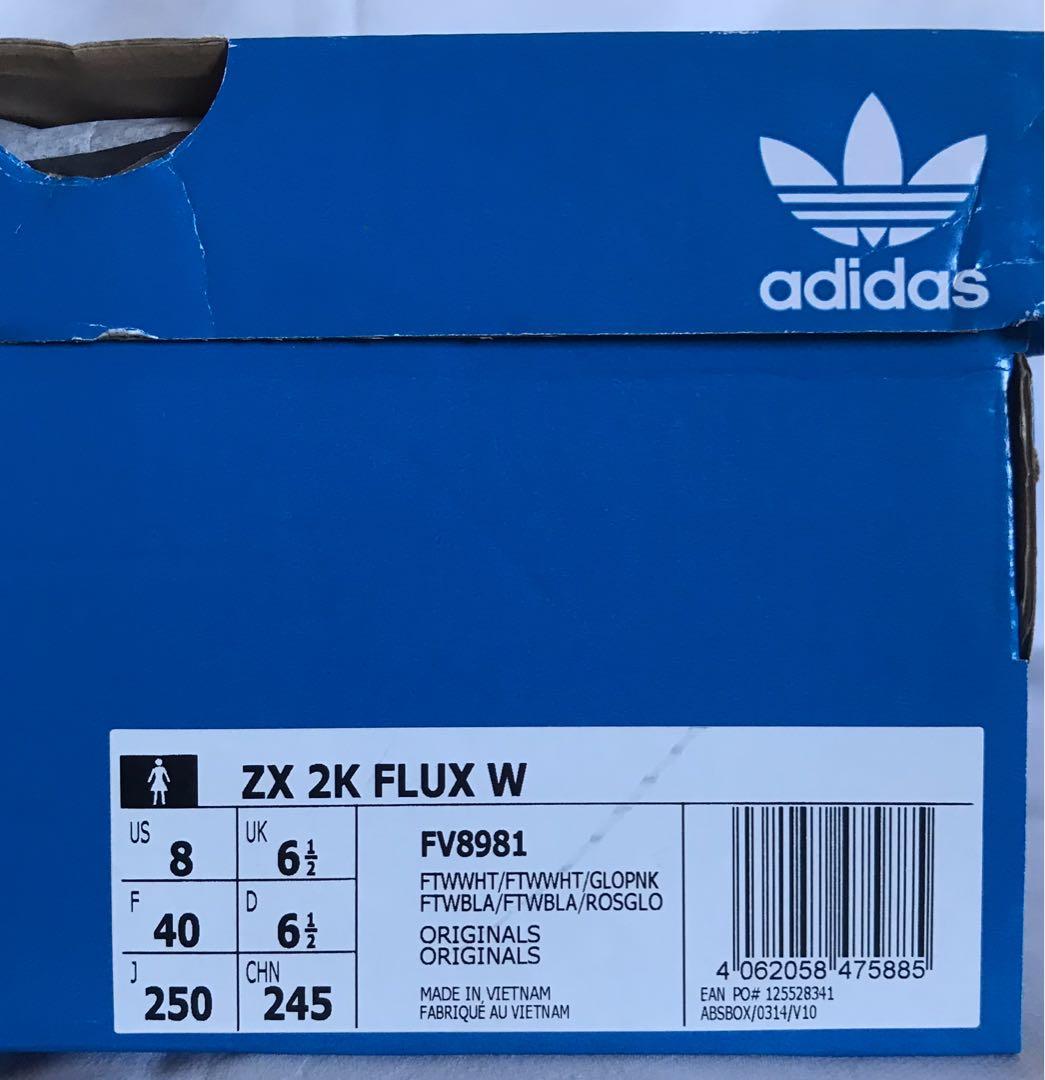 adidas
ZX 2K FLUX W
US 8
UK 6½
F 40
D 6½
J 250
CHN 245
FV8981
FTWWHT/FTWWHT/GLOPNK
FTWBLA/FTWBLA/ROSGLO
ORIGINALS
ORIGINALS
MADE IN VIETNAM
FABRIQUÉ AU VIETNAM
4 062058 475885
EAN PO# 125528341
ABSBOX/0314/V10